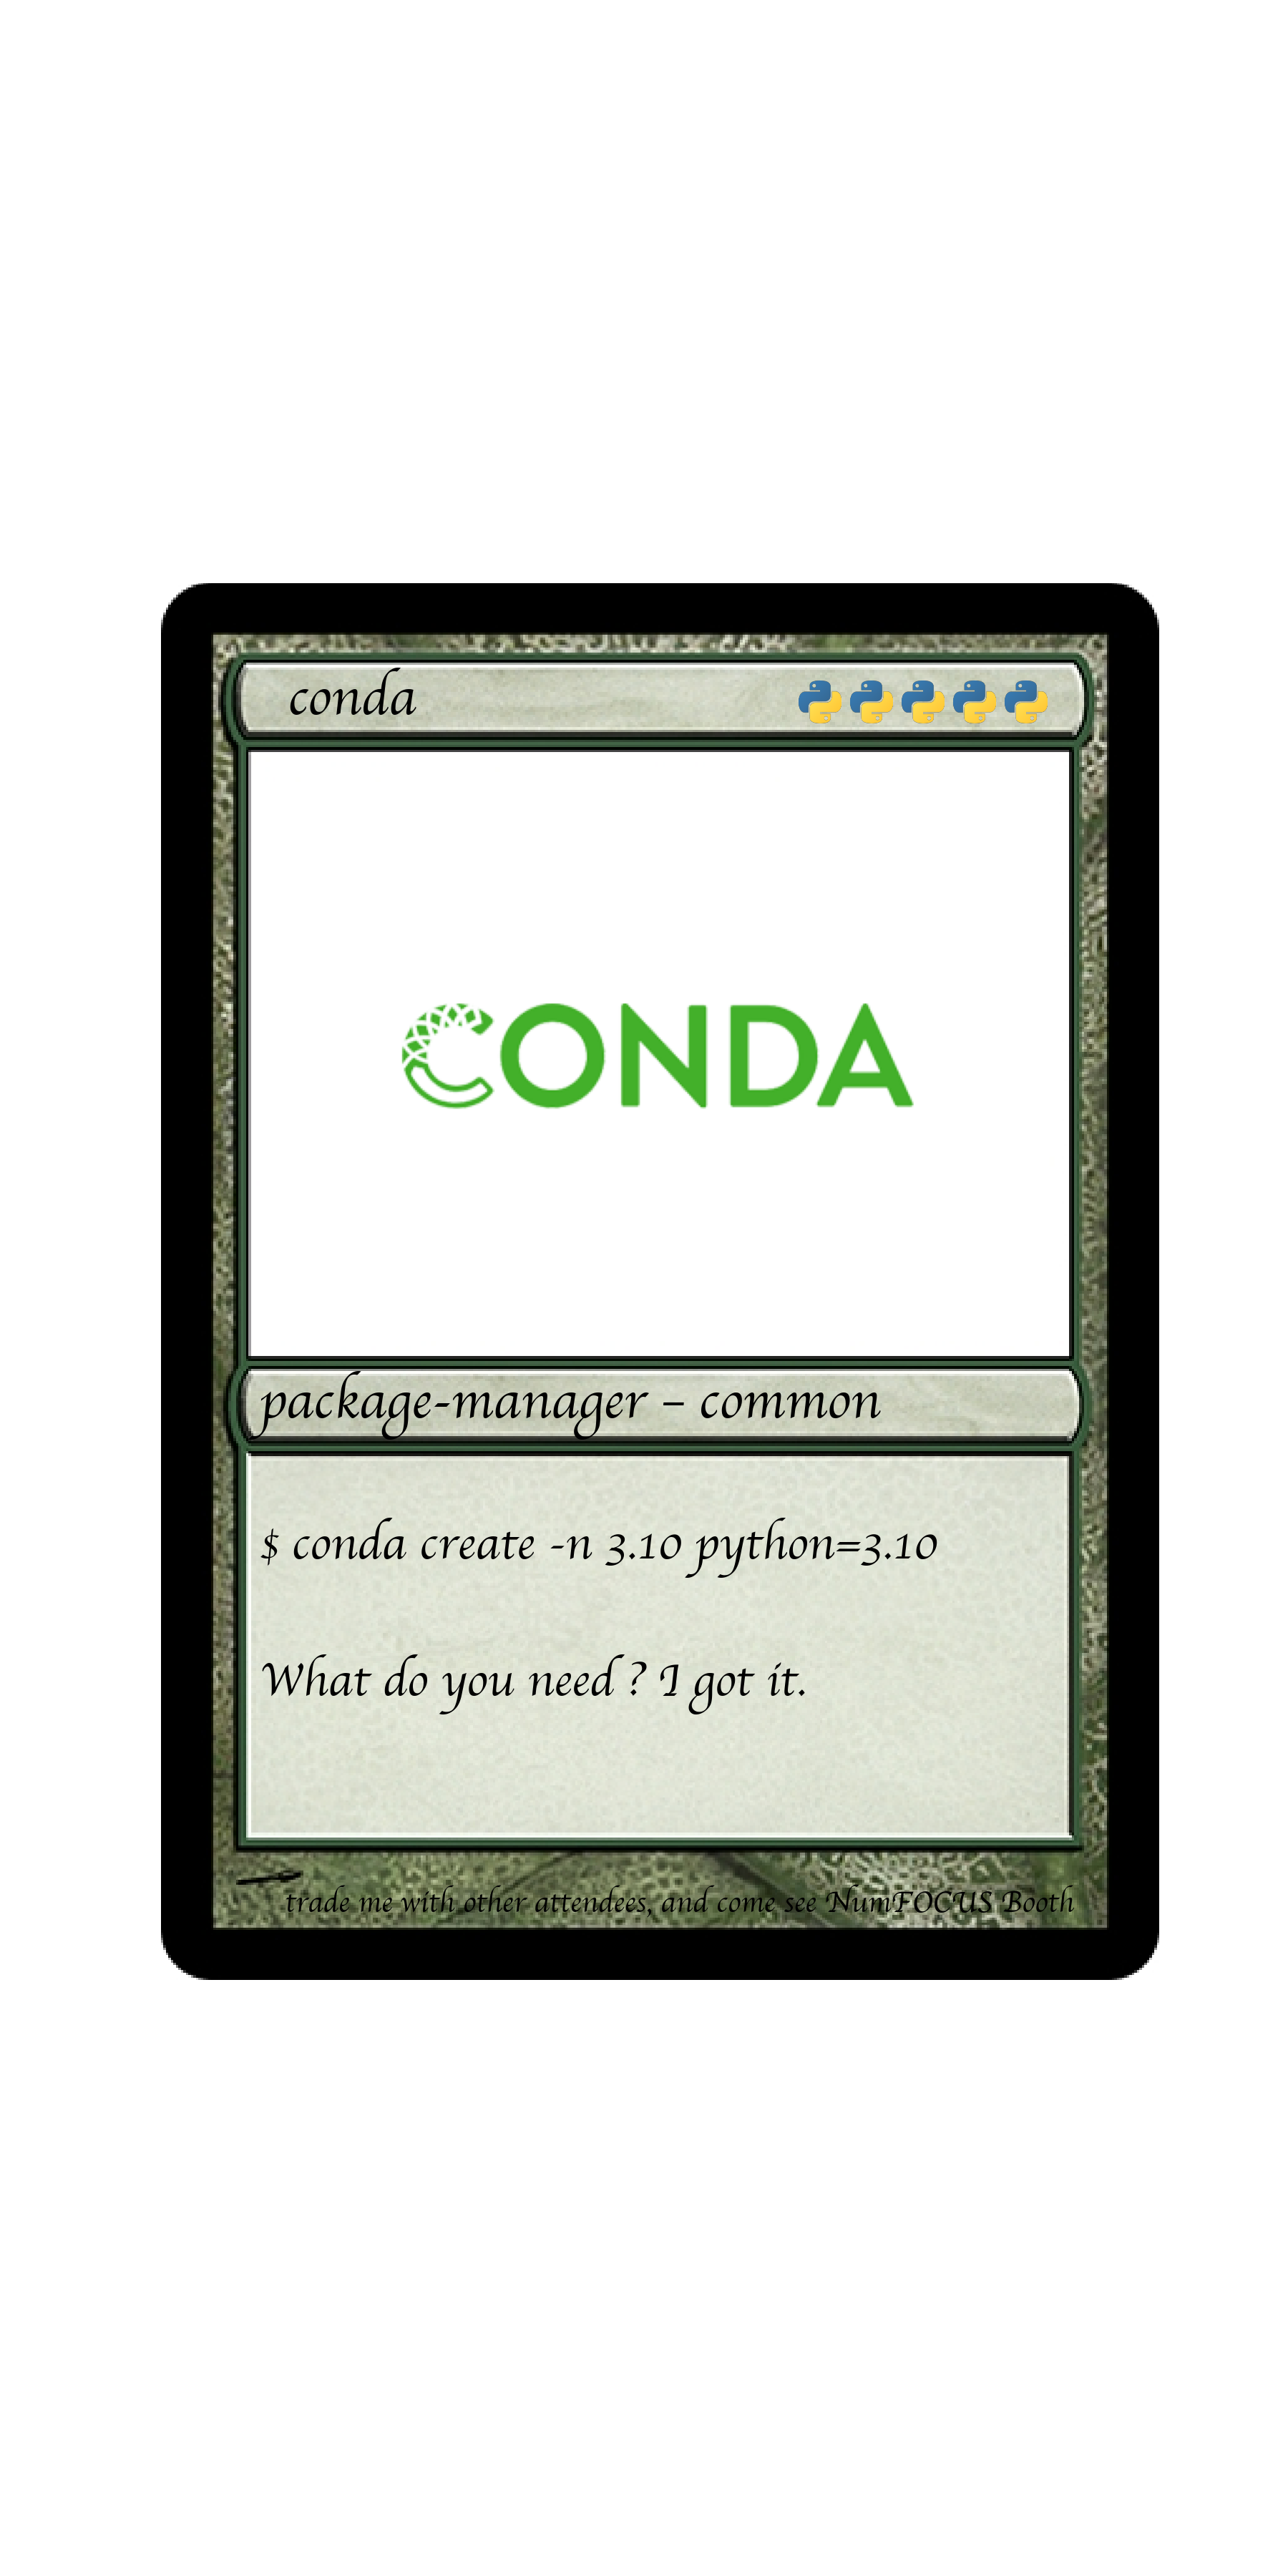 conda
CONDA
package-manager – common
$ conda create -n 3.10 python=3.10
What do you need ? I got it.
trade me with other attendees, and come see NumFOCUS Booth